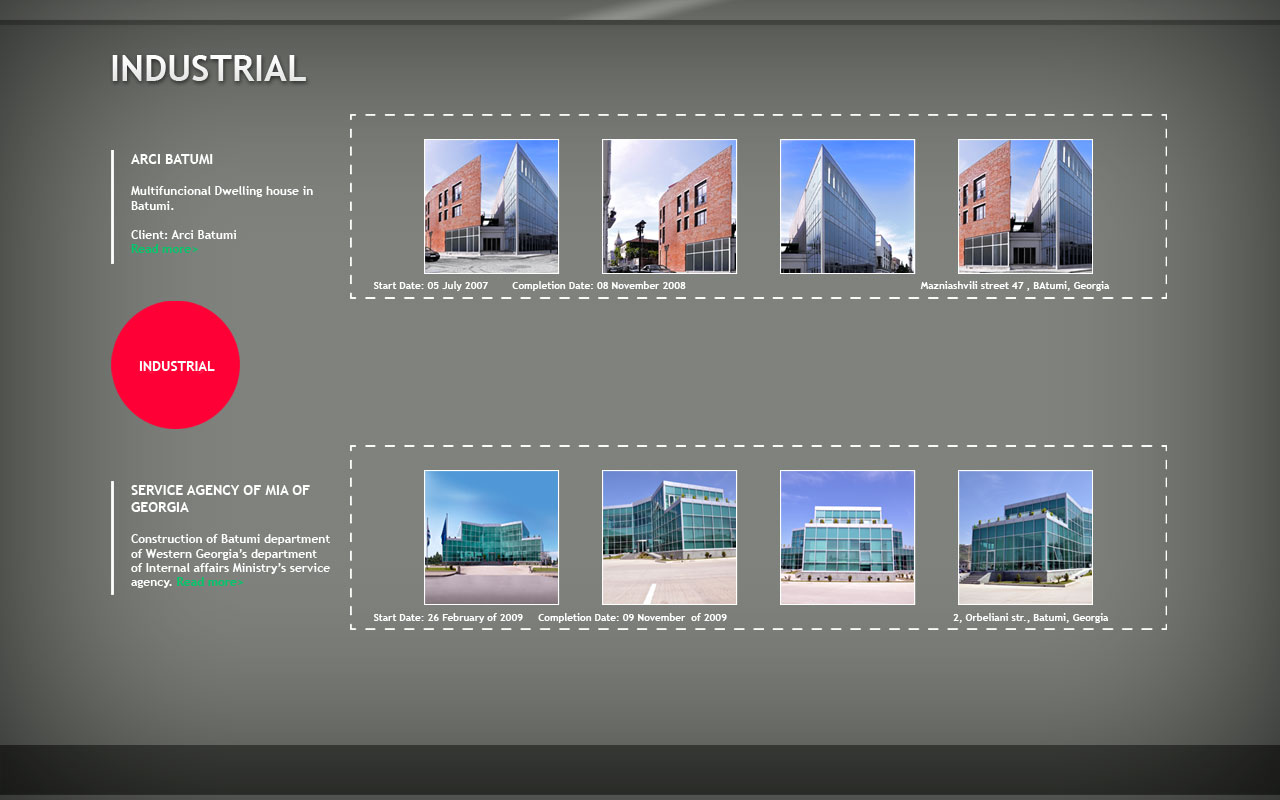 INDUSTRIAL
ARCI BATUMI
Multifuncional Dwelling house in
Batumi.
Client: Arci Batumi
Read more>
Start Date: 05 July 2007 Completion Date: 08 November 2008 Mazniashvili street 47 , BAtumi, Georgia
INDUSTRIAL
SERVICE AGENCY OF MIA OF
GEORGIA
Construction of Batumi department
of Western Georgia’s department
of Internal affairs Ministry’s service
agency. Read more>
Start Date: 26 February of 2009 Completion Date: 09 November of 2009 2, Orbeliani str., Batumi, Georgia